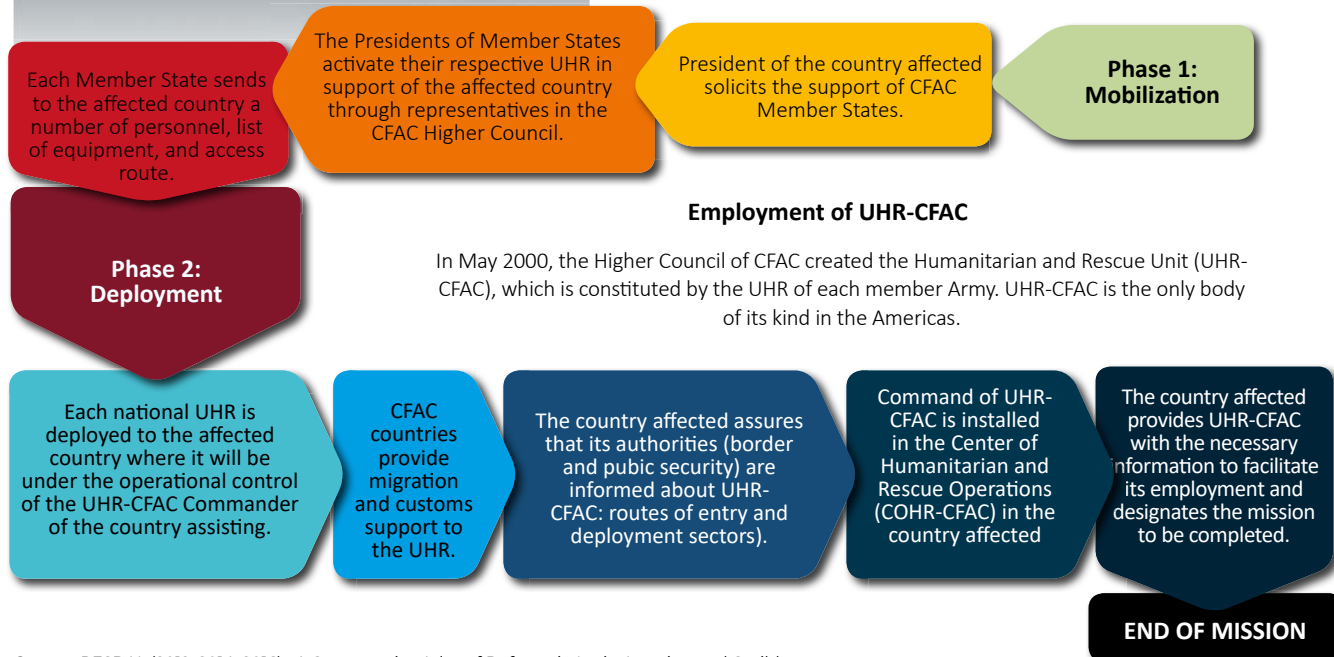 Phase 1:
Mobilization
President of the country affected
solicits the support of CFAC
Member States.
The Presidents of Member States
activate their respective UHR in
support of the affected country
through representatives in the
CFAC Higher Council.
Each Member State sends
to the affected country a
number of personnel, list
of equipment, and access
route.
Employment of UHR-CFAC
In May 2000, the Higher Council of CFAC created the Humanitarian and Rescue Unit (UHR-
CFAC), which is constituted by the UHR of each member Army. UHR-CFAC is the only body
of its kind in the Americas.
Phase 2:
Deployment
Each national UHR is
deployed to the affected
country where it will be
under the operational control
of the UHR-CFAC Commander
of the country assisting.
CFAC
countries
provide
migration
and customs
support to
the UHR.
The country affected assures
that its authorities (border
and pubic security) are
informed about UHR-
CFAC: routes of entry and
deployment sectors).
Command of UHR-
CFAC is installed
in the Center of
Humanitarian and
Rescue Operations
(COHR-CFAC) in the
country affected
The country affected
provides UHR-CFAC
with the necessary
information to facilitate
its employment and
designates the mission
to be completed.
END OF MISSION